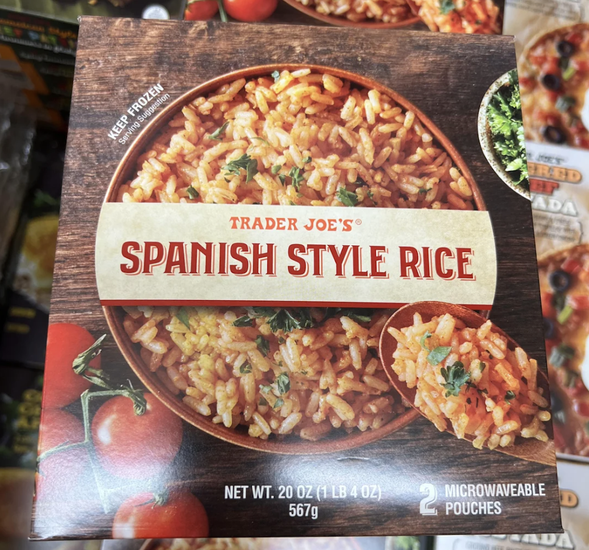 KEEP FROZEN
Serving Suggestion
TRADER JOE'S®
SPANISH STYLE RICE
NET WT. 20 OZ (1 LB 4 OZ)
567g
2 MICROWAVEABLE
POUCHES